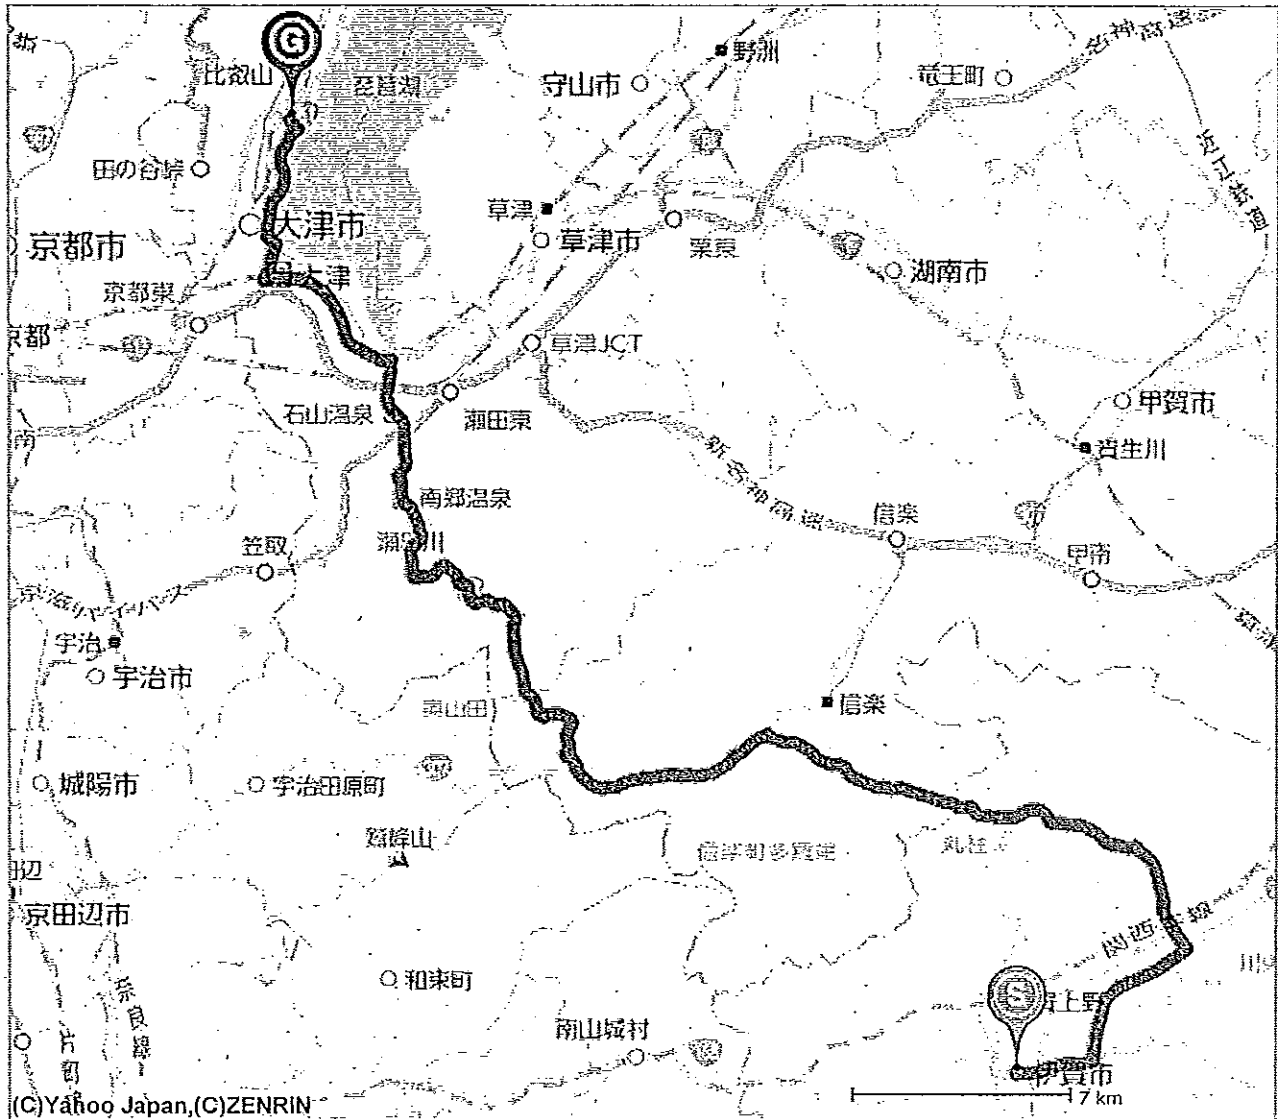 G
比叡山
琵琶湖
守山市
野洲
竜王町
名神高速
近江鉄道
田の谷峠
大津市
京都市
草津
草津市
栗東
湖南市
大津
京都東
京都
草津JCT
石山温泉
瀬田東
甲賀市
貴生川
南
南郷温泉
新名神高速
信楽
甲南
笠取
京滋バイパス
宇治
宇治市
信楽
城陽市
宇治田原町
鷲峰山
京田辺市
和束町
関西本線
S
上野
南山城村
伊賀市
奈良線
片町
7 km
(C)Yahoo Japan,(C)ZENRIN